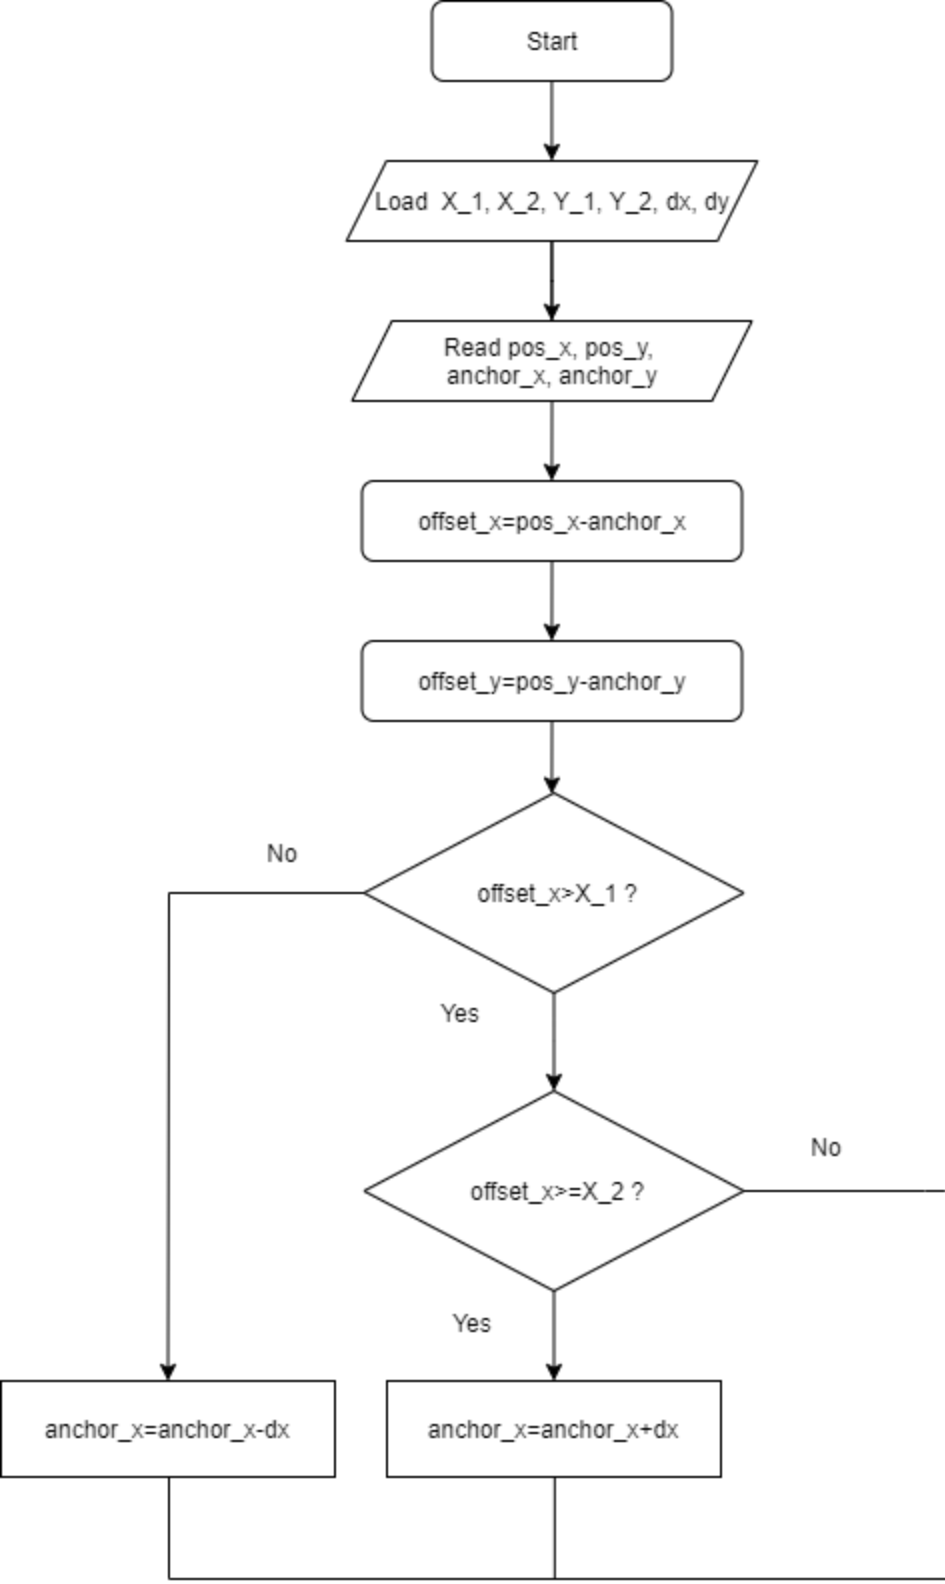 Start
Load  X_1, X_2, Y_1, Y_2, dx, dy
Read pos_x, pos_y,
anchor_x, anchor_y
offset_x=pos_x-anchor_x
offset_y=pos_y-anchor_y
No
offset_x>X_1 ?
Yes
No
offset_x>=X_2 ?
Yes
anchor_x=anchor_x-dx
anchor_x=anchor_x+dx